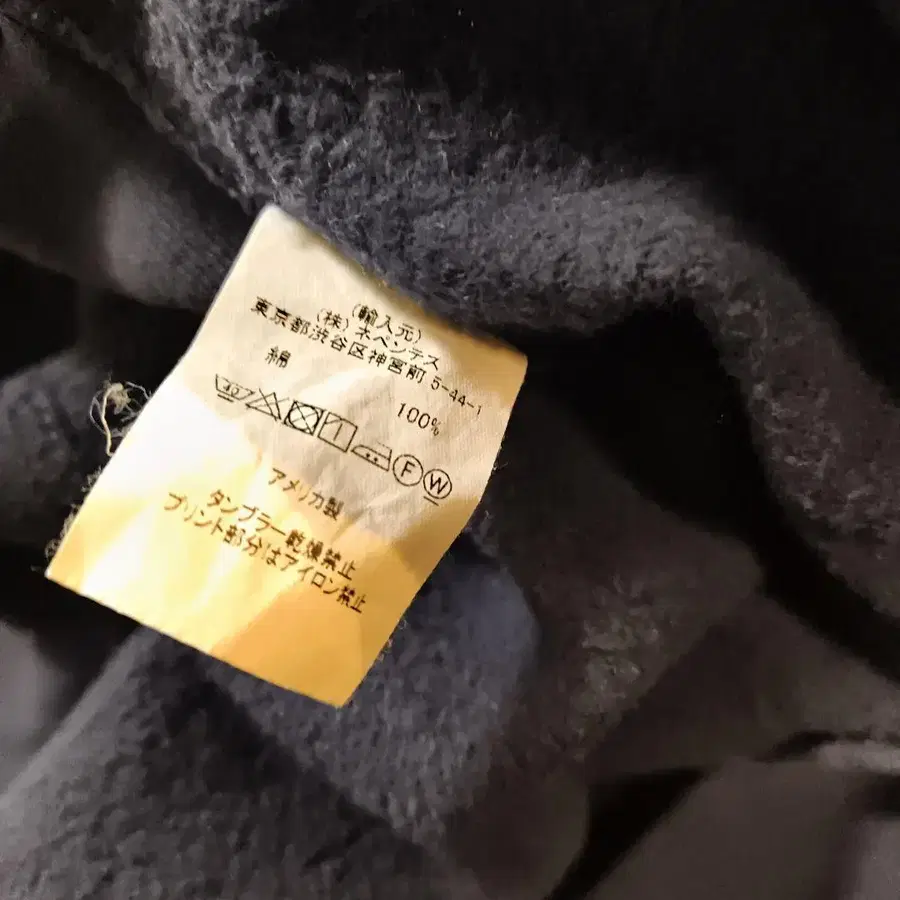 (輸入元)
(株)ネペンテス
東京都渋谷区神宮前 5-44-1
綿 100%
40 F W
アメリカ製
タンブラー乾燥禁止
プリント部分はアイロン禁止